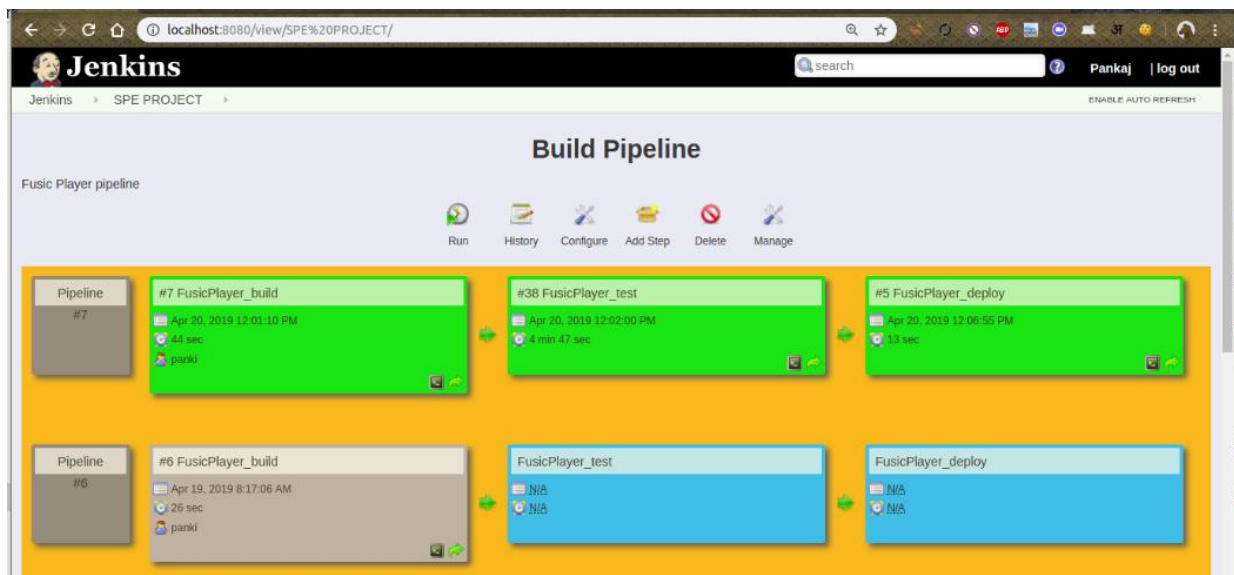 localhost:8080/view/SPE%20PROJECT/
Jenkins
search
Pankaj | log out
Jenkins SPE PROJECT
ENABLE AUTO REFRESH
Build Pipeline
Fusic Player pipeline
Run History Configure Add Step Delete Manage
Pipeline
#7
#7 FusicPlayer_build
Apr 20, 2019 12:01:10 PM
44 sec
panki
#38 FusicPlayer_test
Apr 20, 2019 12:02:00 PM
4 min 47 sec
#5 FusicPlayer_deploy
Apr 20, 2019 12:06:55 PM
13 sec
Pipeline
#6
#6 FusicPlayer_build
Apr 19, 2019 8:17:06 AM
26 sec
panki
FusicPlayer_test
N/A
N/A
FusicPlayer_deploy
N/A
N/A